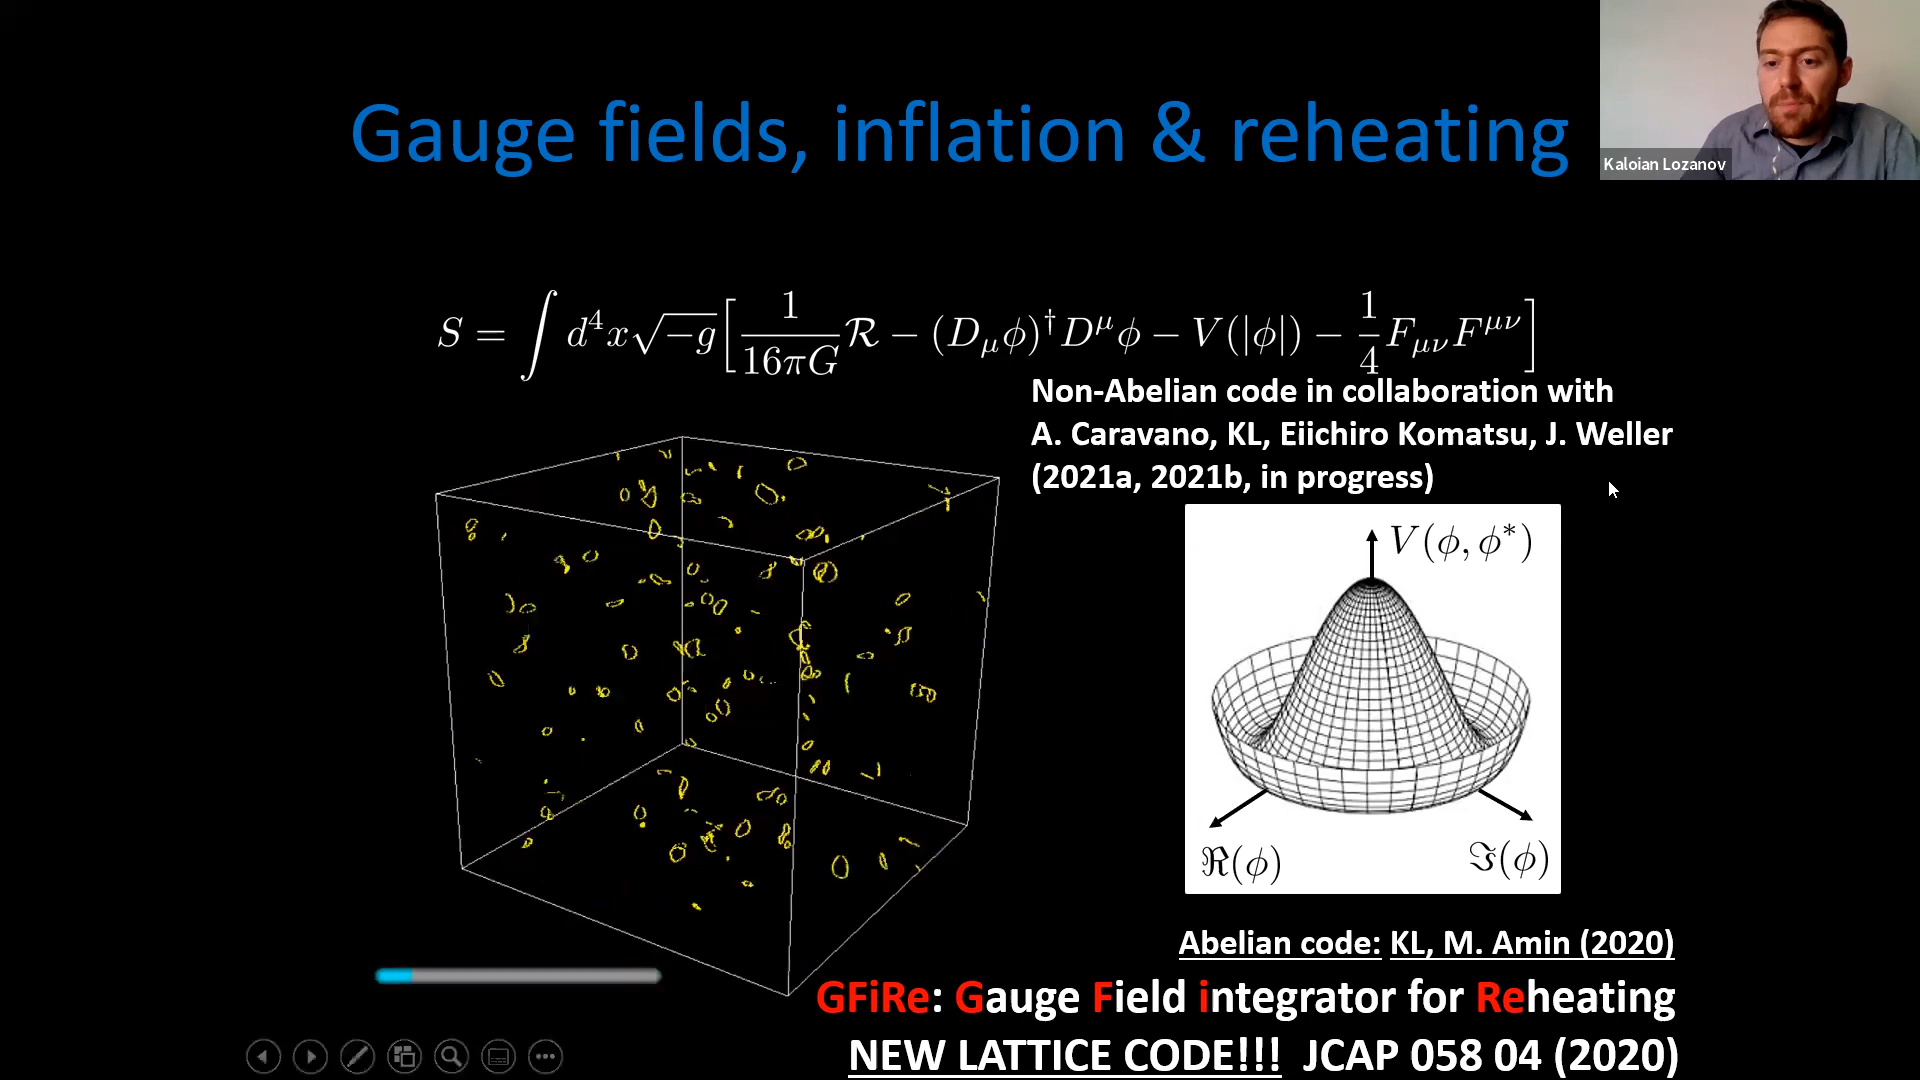 Gauge fields, inflation & reheating
Kaloian Lozanov
S = ∫ d⁴x√−g[ 1/16πG ℛ − (D_μϕ)†D^μϕ − V(|ϕ|) − 1/4 F_μνF^μν ]
Non-Abelian code in collaboration with
A. Caravano, KL, Eiichiro Komatsu, J. Weller
(2021a, 2021b, in progress)
V(ϕ, ϕ*)
ℜ(ϕ)
ℑ(ϕ)
Abelian code: KL, M. Amin (2020)
GFiRe: Gauge Field integrator for Reheating
NEW LATTICE CODE!!! JCAP 058 04 (2020)